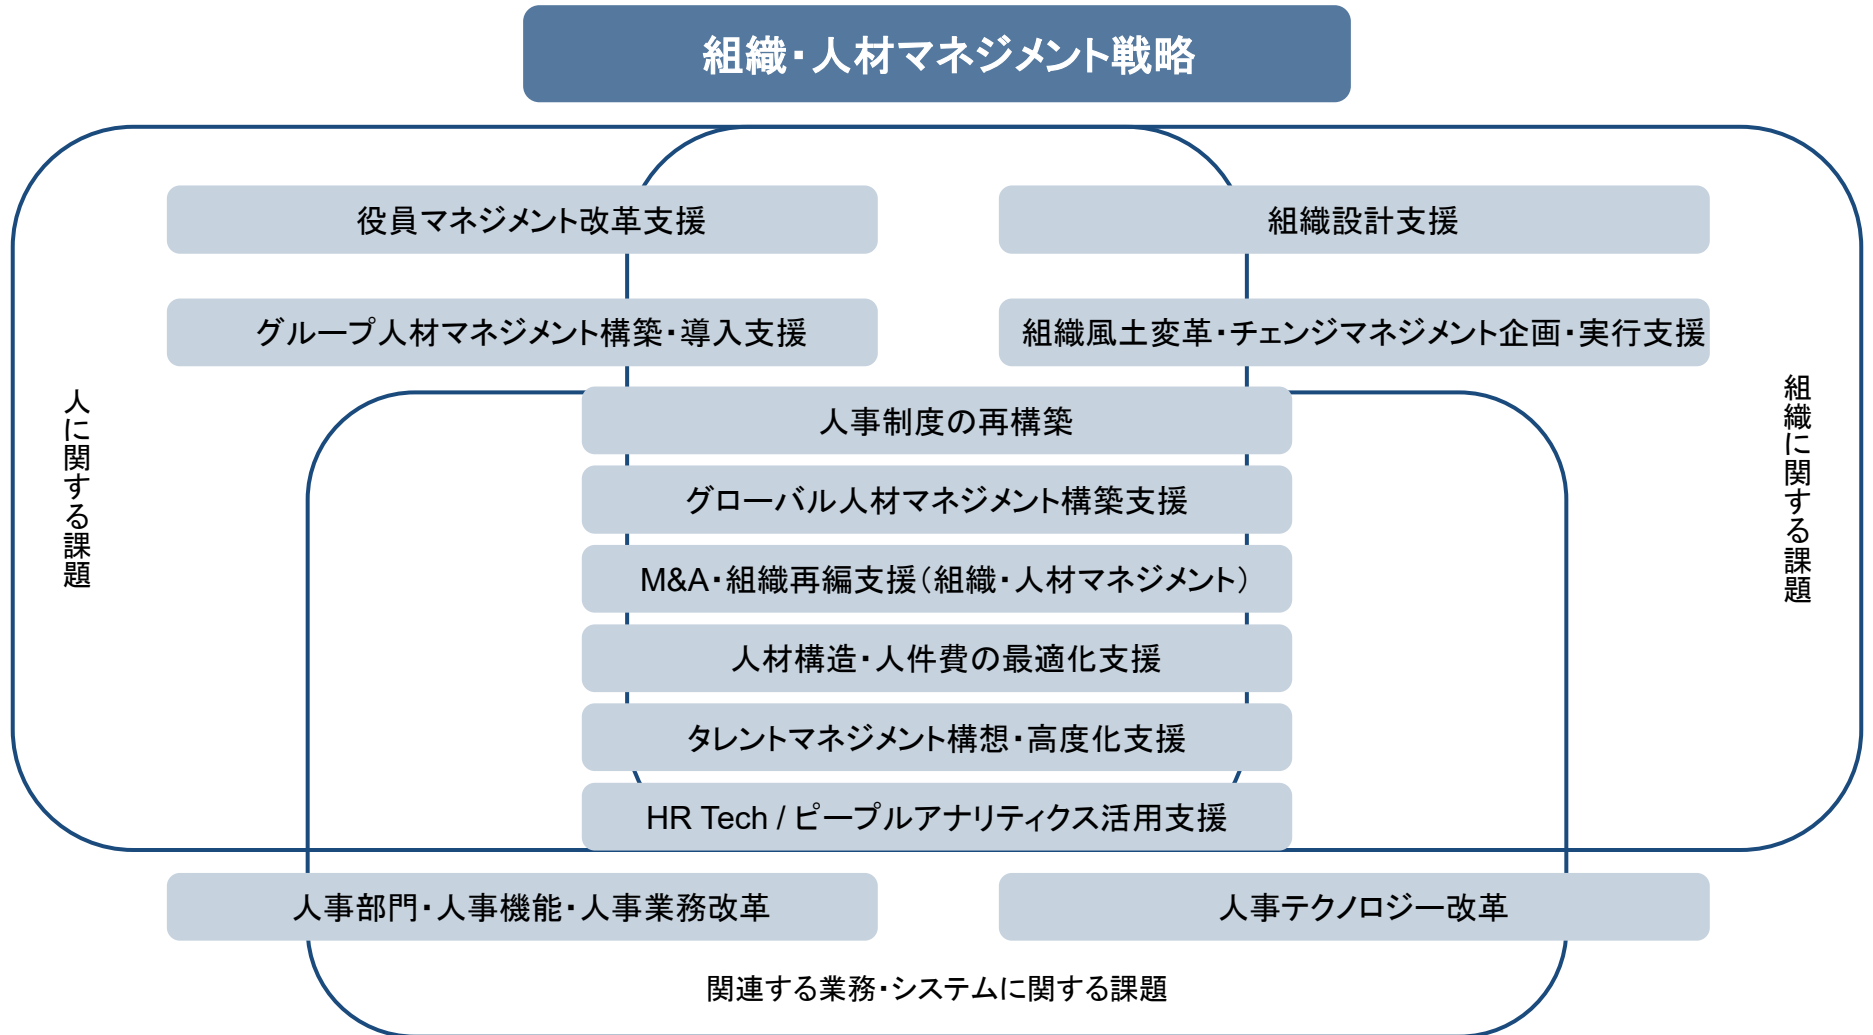 組織・人材マネジメント戦略
役員マネジメント改革支援
組織設計支援
グループ人材マネジメント構築・導入支援
組織風土変革・チェンジマネジメント企画・実行支援
人に関する課題
組織に関する課題
人事制度の再構築
グローバル人材マネジメント構築支援
M&A・組織再編支援（組織・人材マネジメント）
人材構造・人件費の最適化支援
タレントマネジメント構想・高度化支援
HR Tech / ピープルアナリティクス活用支援
人事部門・人事機能・人事業務改革
人事テクノロジー改革
関連する業務・システムに関する課題